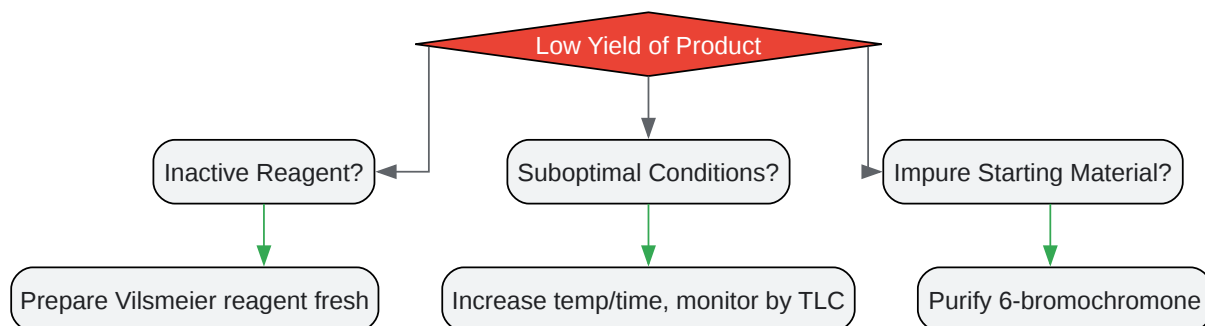 Low Yield of Product
Inactive Reagent?
Suboptimal Conditions?
Impure Starting Material?
Prepare Vilsmeier reagent fresh
Increase temp/time, monitor by TLC
Purify 6-bromochromone